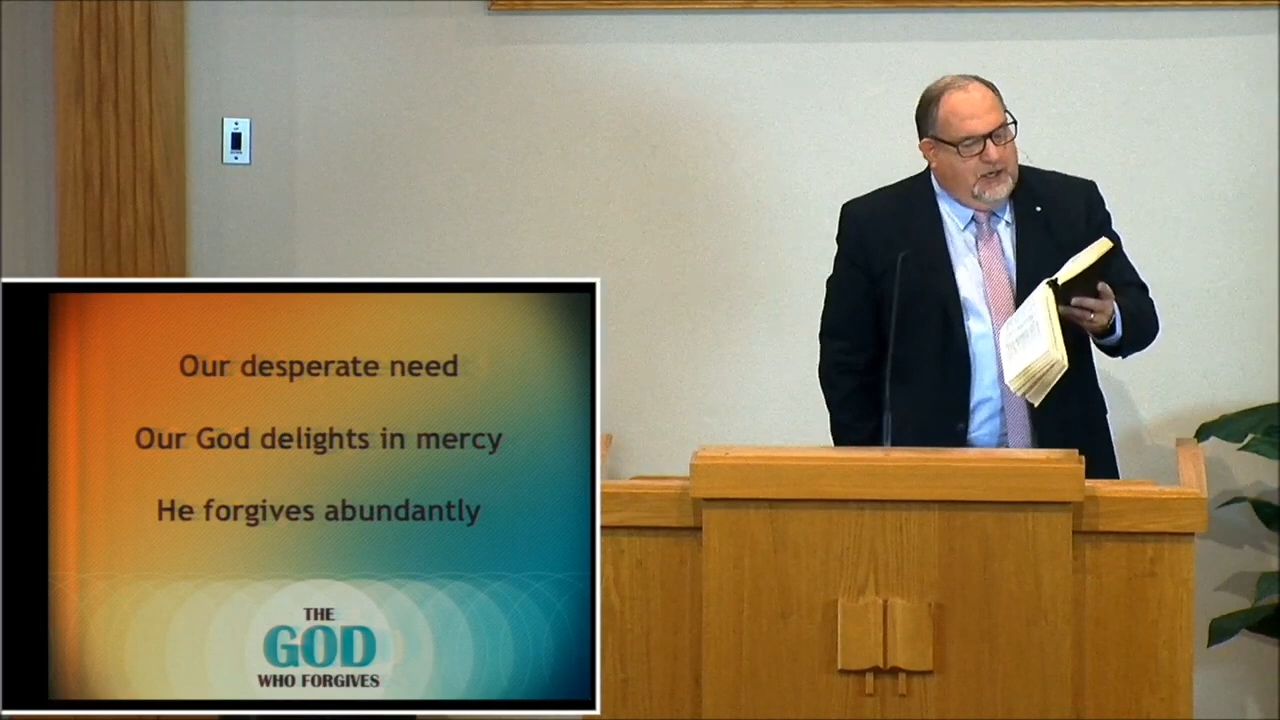 Our desperate need
Our God delights in mercy
He forgives abundantly
THE
GOD
WHO FORGIVES